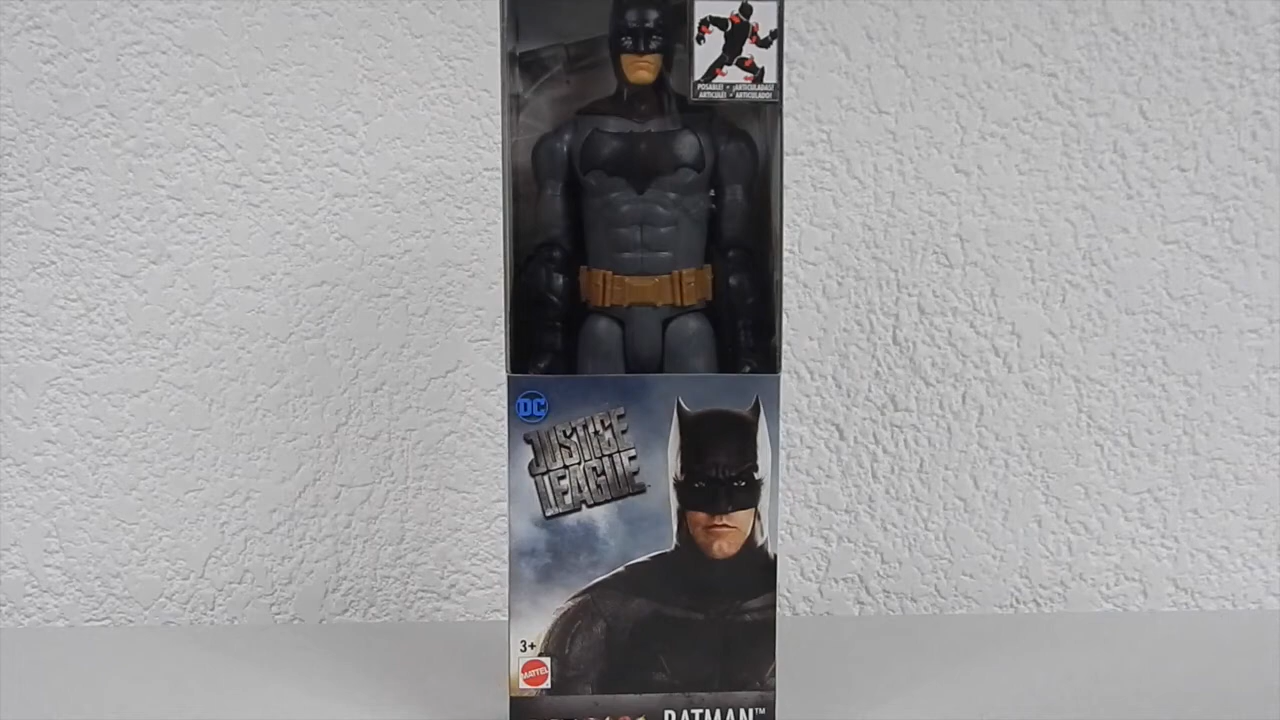 POSABLE! • ¡ARTICULADAS!
ARTICULÉ! • ARTICULADO!
DC
JUSTICE
LEAGUE
3+
MATTEL
BATMAN™